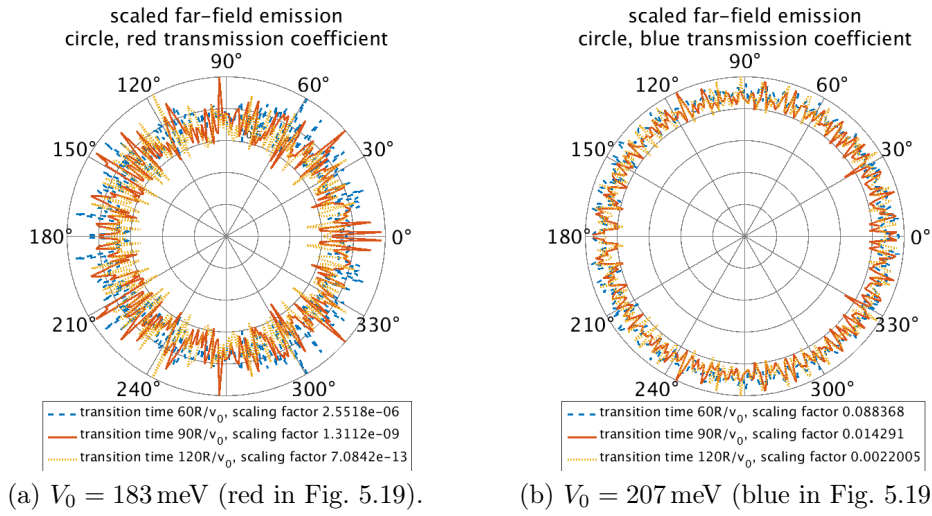 scaled far-field emission
circle, red transmission coefficient
90°
120°
60°
150°
30°
180°
0°
210°
330°
240°
300°
transition time 60R/v0, scaling factor 2.5518e-06
transition time 90R/v0, scaling factor 1.3112e-09
transition time 120R/v0, scaling factor 7.0842e-13
(a) V0 = 183 meV (red in Fig. 5.19).
scaled far-field emission
circle, blue transmission coefficient
90°
120°
60°
150°
30°
180°
0°
210°
330°
240°
300°
transition time 60R/v0, scaling factor 0.088368
transition time 90R/v0, scaling factor 0.014291
transition time 120R/v0, scaling factor 0.0022005
(b) V0 = 207 meV (blue in Fig. 5.19